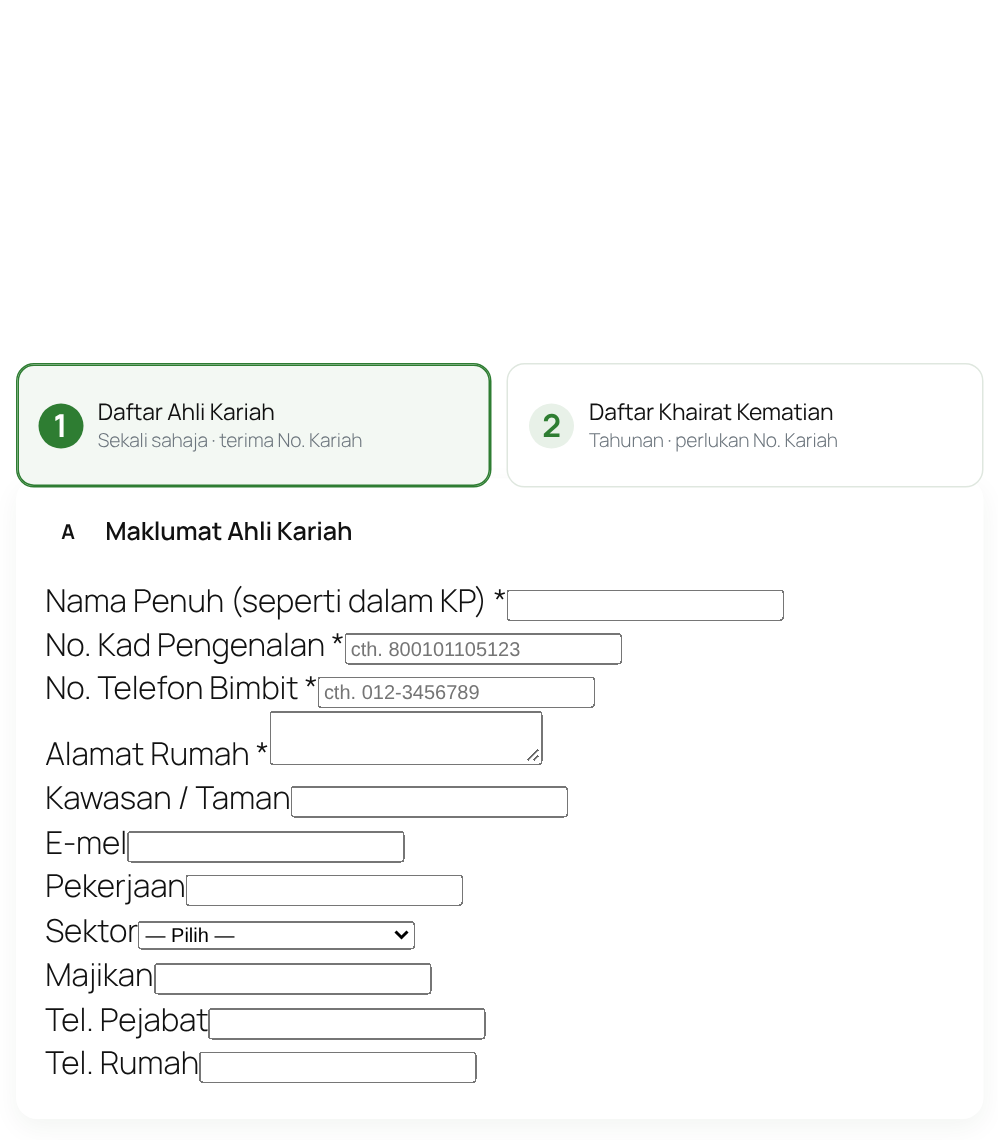 1
Daftar Ahli Kariah
Sekali sahaja · terima No. Kariah
2
Daftar Khairat Kematian
Tahunan · perlukan No. Kariah
A Maklumat Ahli Kariah
Nama Penuh (seperti dalam KP) *
No. Kad Pengenalan * cth. 800101105123
No. Telefon Bimbit * cth. 012-3456789
Alamat Rumah *
Kawasan / Taman
E-mel
Pekerjaan
Sektor — Pilih —
Majikan
Tel. Pejabat
Tel. Rumah